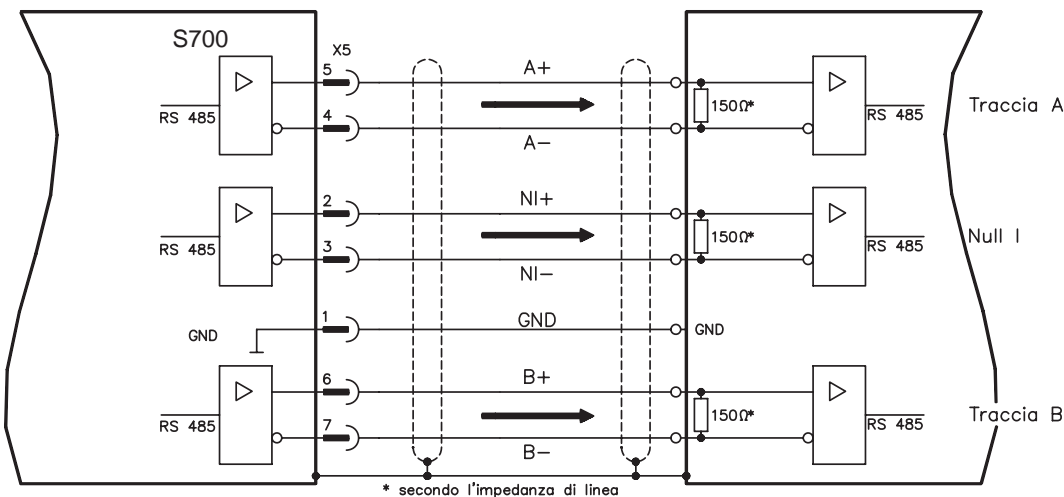 S700
X5
5
A+
RS 485
150Ω*
RS 485
Traccia A
4
A−
2
NI+
RS 485
150Ω*
RS 485
Null I
3
NI−
GND
1
GND
GND
6
B+
RS 485
150Ω*
RS 485
Traccia B
7
B−
* secondo l'impedanza di linea